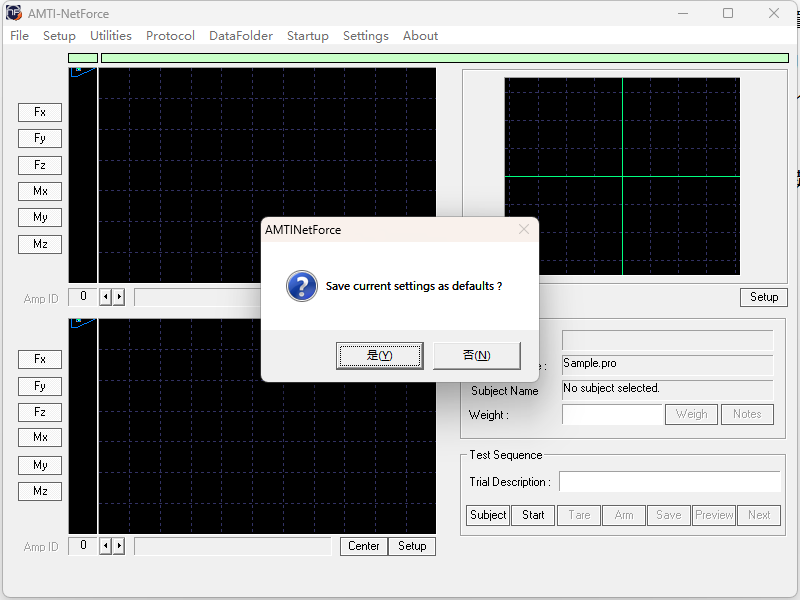 AMTI-NetForce
File Setup Utilities Protocol DataFolder Startup Settings About
Fx
Fy
Fz
Mx
My
Mz
Amp ID 0
Setup
AMTINetForce
Save current settings as defaults ?
是(Y) 否(N)
e :
Sample.pro
Subject Name No subject selected.
Weight : Weigh Notes
Fx
Fy
Fz
Mx
My
Mz
Amp ID 0 Center Setup
Test Sequence
Trial Description :
Subject Start Tare Arm Save Preview Next